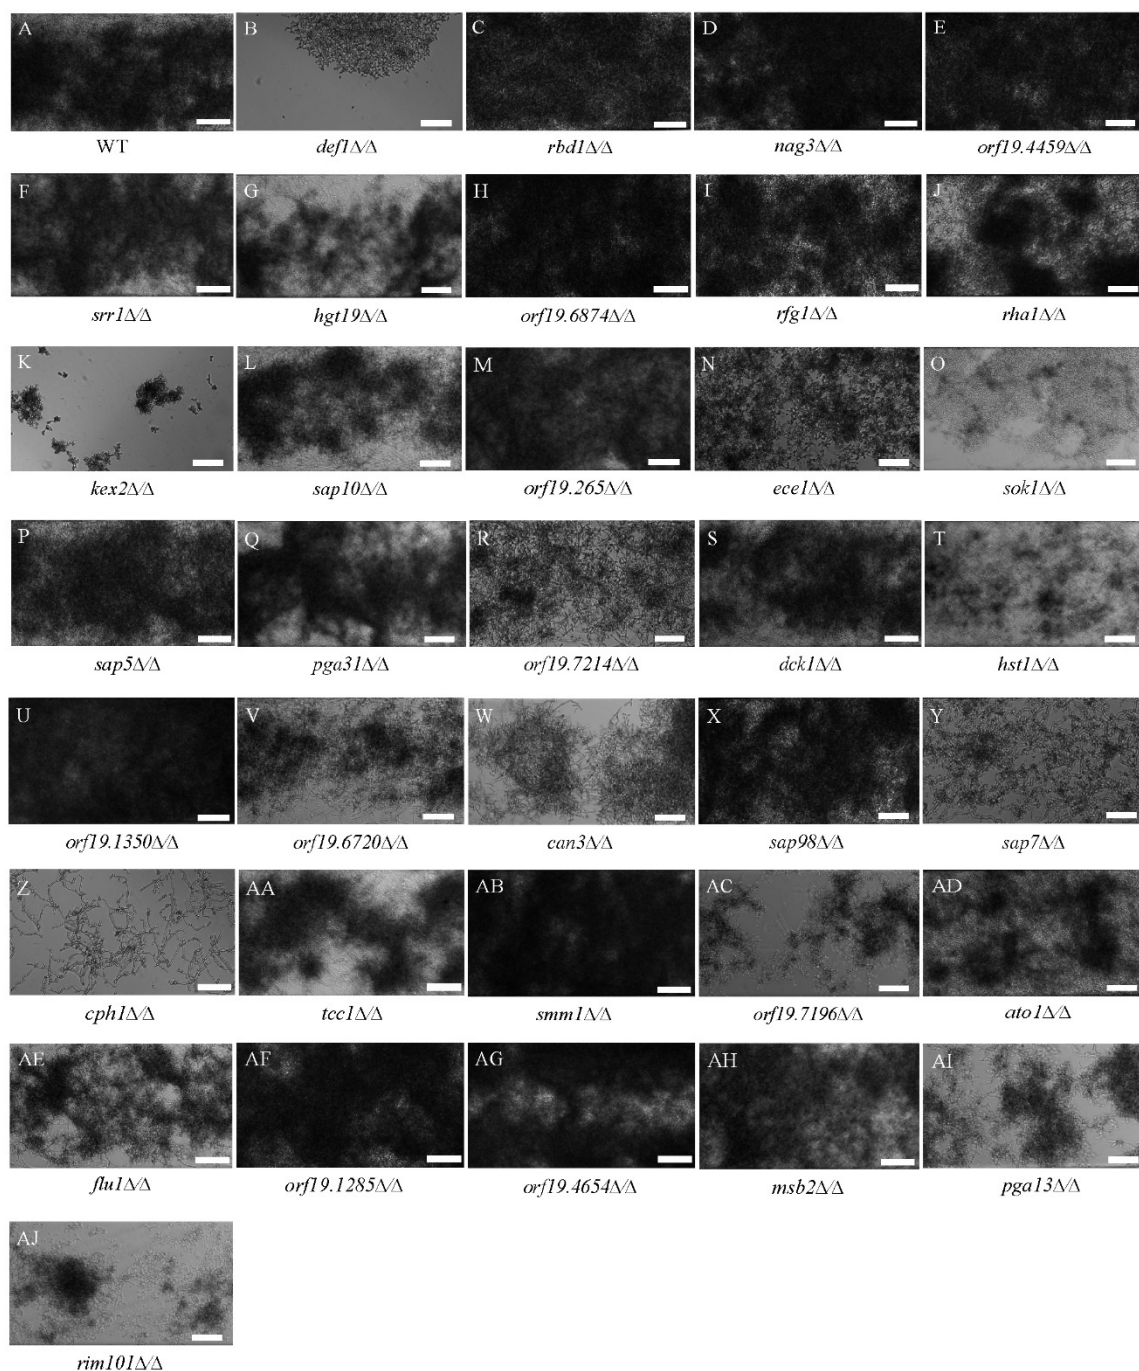 A B C D E
WT def1Δ/Δ rbd1Δ/Δ nag3Δ/Δ orf19.4459Δ/Δ
F G H I J
srr1Δ/Δ hgt19Δ/Δ orf19.6874Δ/Δ rfg1Δ/Δ rha1Δ/Δ
K L M N O
kex2Δ/Δ sap10Δ/Δ orf19.265Δ/Δ ece1Δ/Δ sok1Δ/Δ
P Q R S T
sap5Δ/Δ pga31Δ/Δ orf19.7214Δ/Δ dck1Δ/Δ hst1Δ/Δ
U V W X Y
orf19.1350Δ/Δ orf19.6720Δ/Δ can3Δ/Δ sap98Δ/Δ sap7Δ/Δ
Z AA AB AC AD
cph1Δ/Δ tcc1Δ/Δ smm1Δ/Δ orf19.7196Δ/Δ ato1Δ/Δ
AE AF AG AH AI
flu1Δ/Δ orf19.1285Δ/Δ orf19.4654Δ/Δ msb2Δ/Δ pga13Δ/Δ
AJ
rim101Δ/Δ